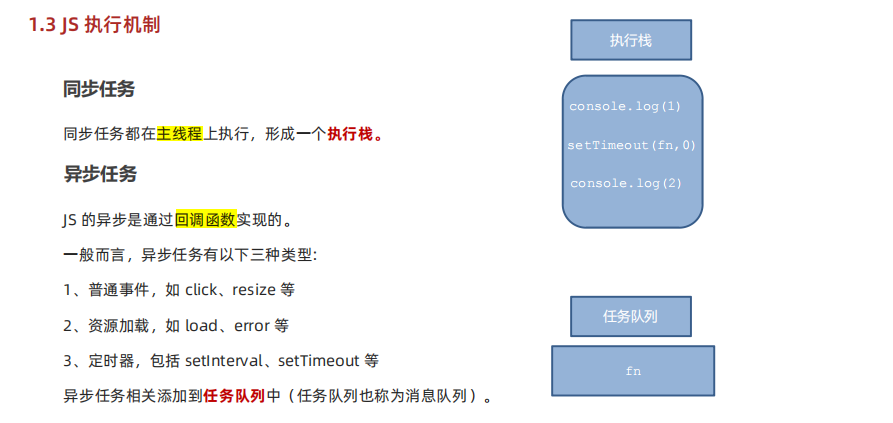 1.3 JS 执行机制
同步任务
同步任务都在主线程上执行，形成一个执行栈。
异步任务
JS 的异步是通过回调函数实现的。
一般而言，异步任务有以下三种类型:
1、普通事件，如 click、resize 等
2、资源加载，如 load、error 等
3、定时器，包括 setInterval、setTimeout 等
异步任务相关添加到任务队列中（任务队列也称为消息队列）。
执行栈
console.log(1)
setTimeout(fn,0)
console.log(2)
任务队列
fn